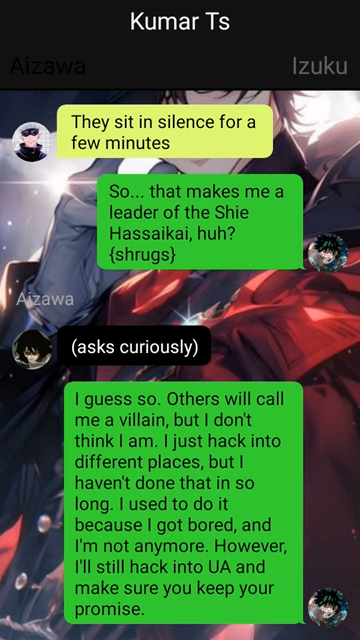 Kumar Ts
Aizawa
Izuku
They sit in silence for a
few minutes
So... that makes me a
leader of the Shie
Hassaikai, huh?
{shrugs}
Aizawa
(asks curiously)
I guess so. Others will call
me a villain, but I don't
think I am. I just hack into
different places, but I
haven't done that in so
long. I used to do it
because I got bored, and
I'm not anymore. However,
I'll still hack into UA and
make sure you keep your
promise.